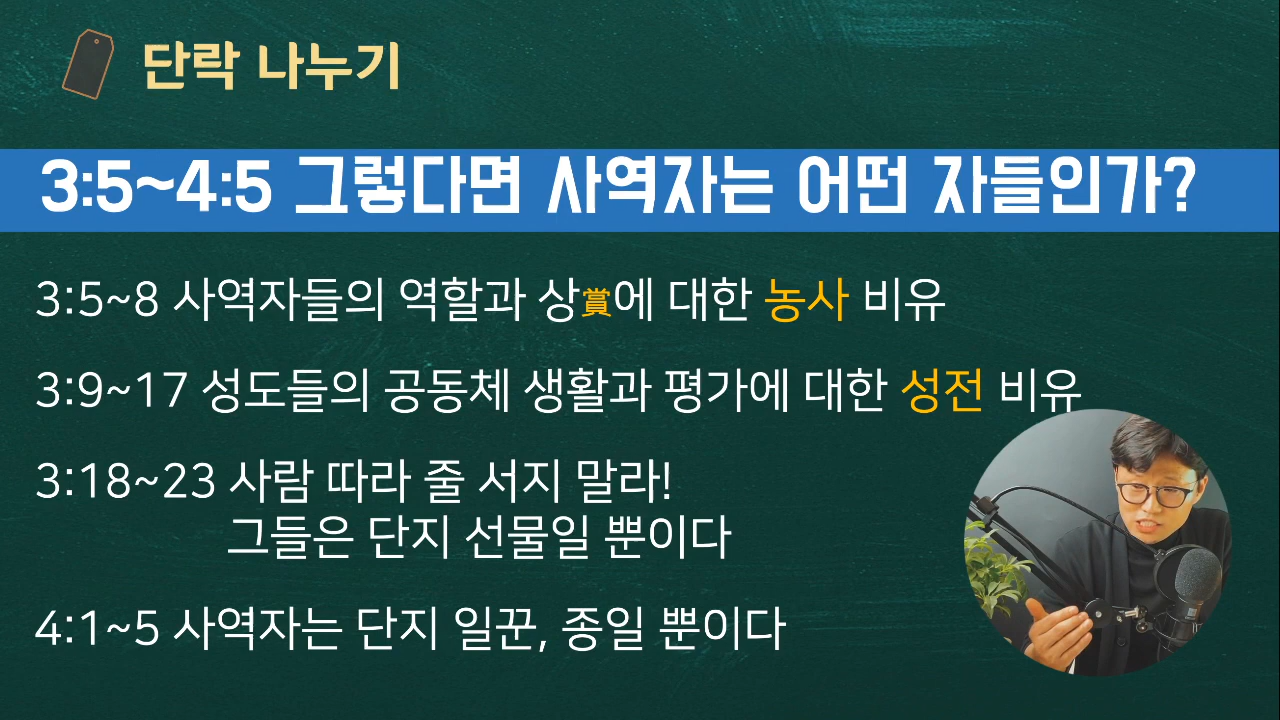 단락 나누기
3:5~4:5 그렇다면 사역자는 어떤 자들인가?
3:5~8 사역자들의 역할과 상賞에 대한 농사 비유
3:9~17 성도들의 공동체 생활과 평가에 대한 성전 비유
3:18~23 사람 따라 줄 서지 말라!
그들은 단지 선물일 뿐이다
4:1~5 사역자는 단지 일꾼, 종일 뿐이다